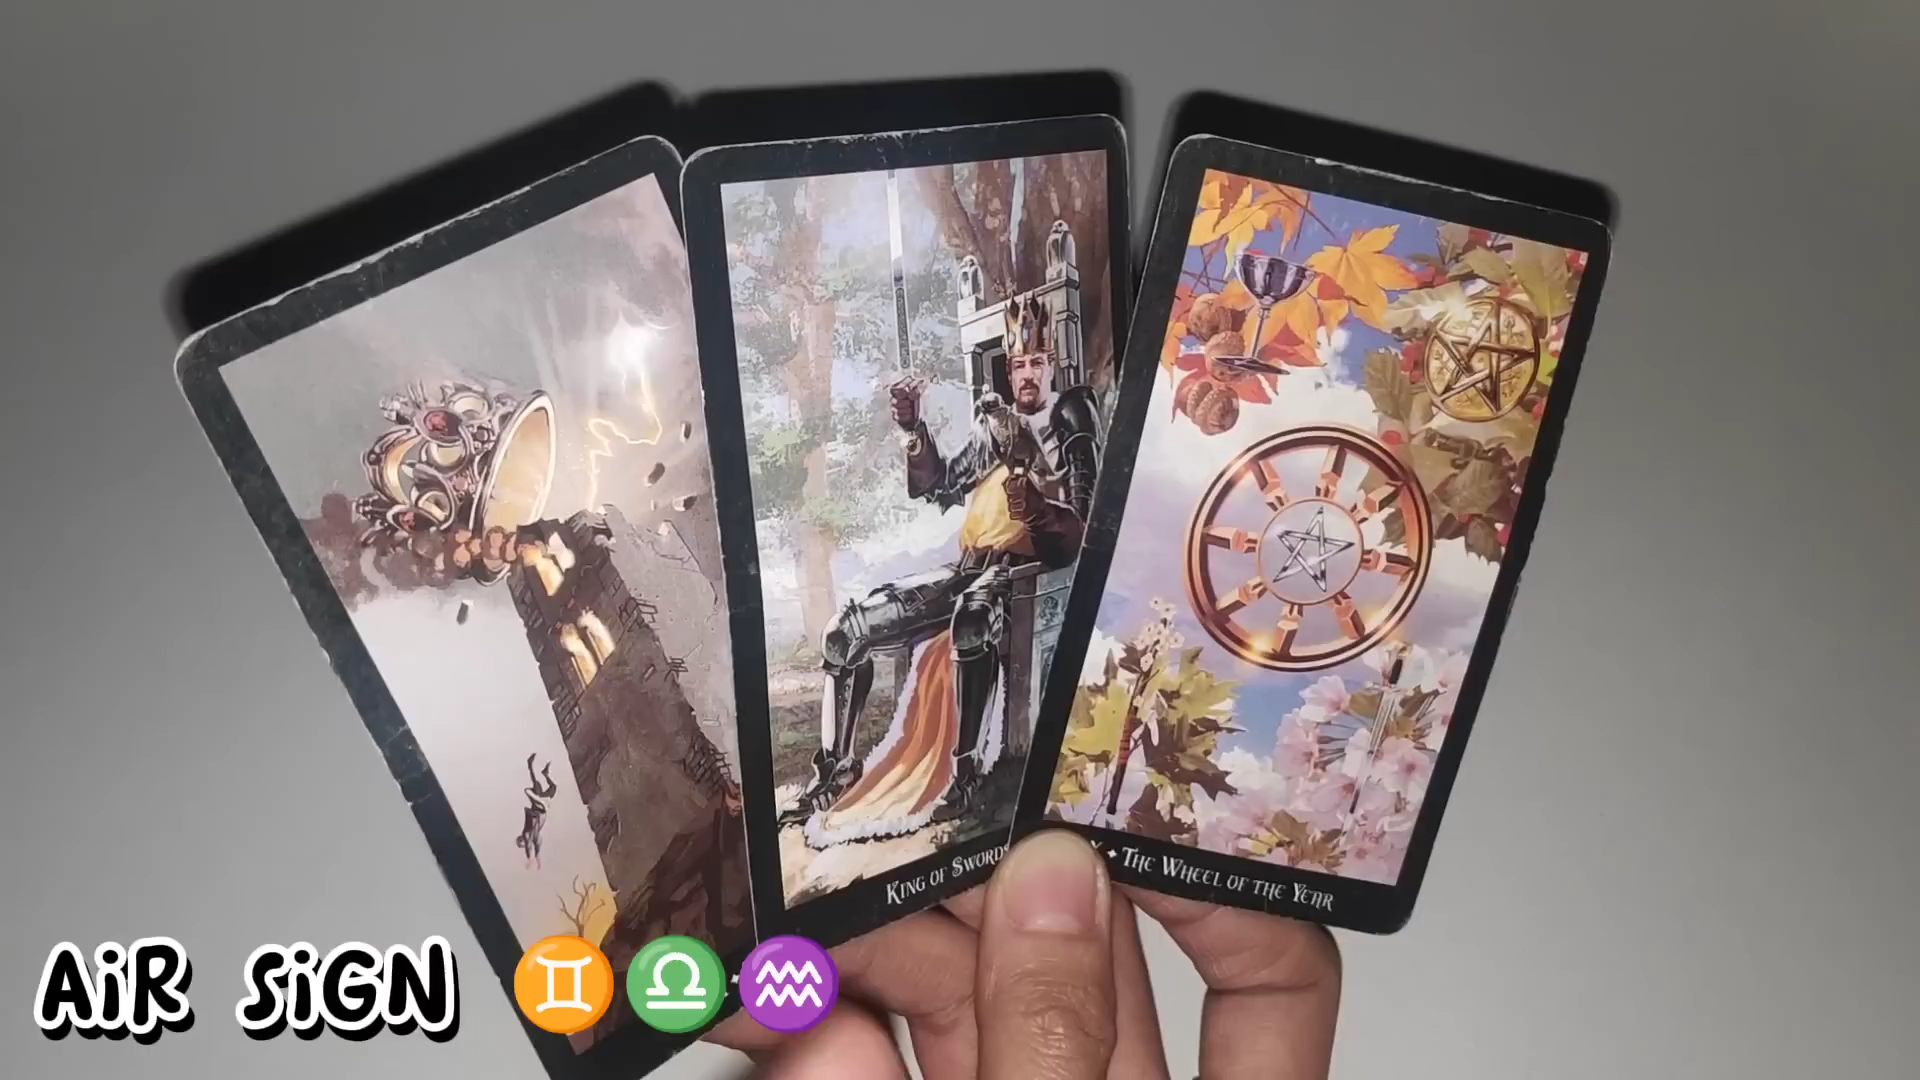 KING OF SWORDS
X ✦ THE WHEEL OF THE YEAR
AiR SiGN ♊ ♎ ♒